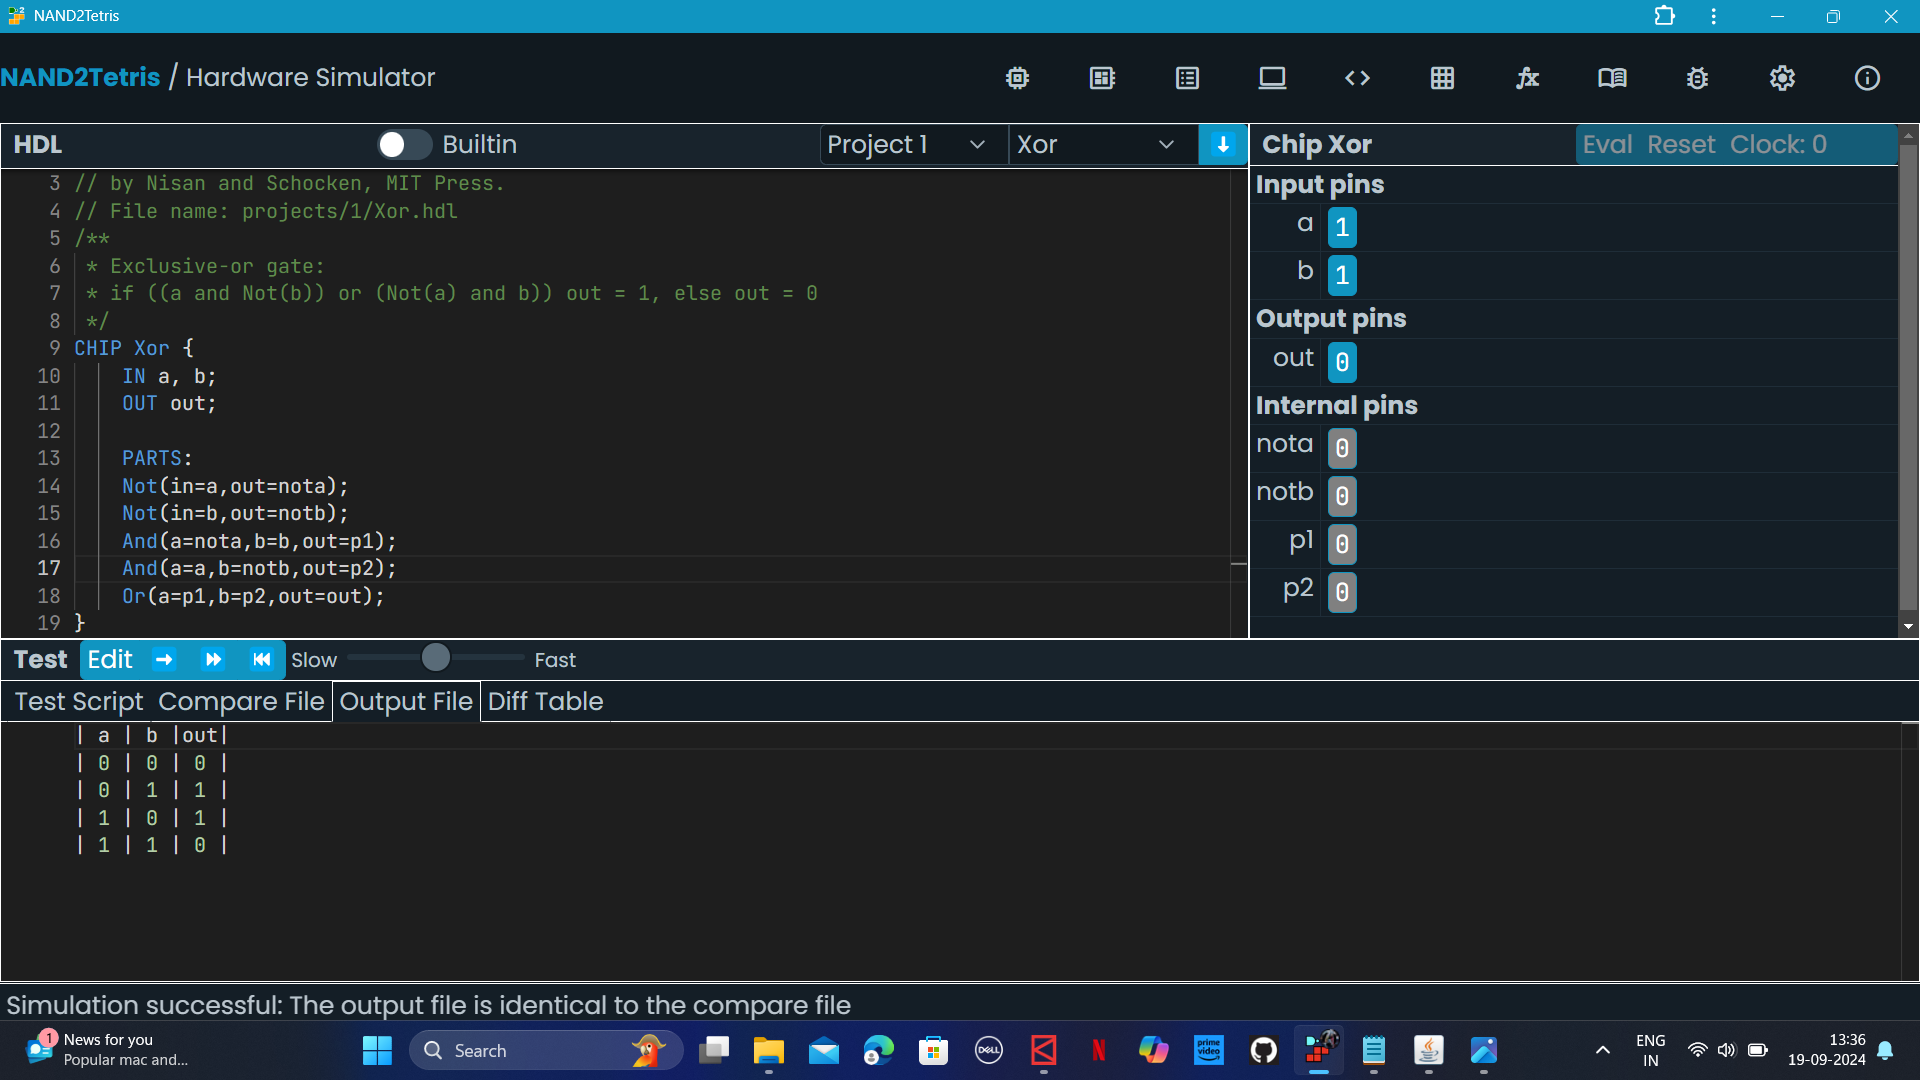 NAND2Tetris
NAND2Tetris / Hardware Simulator
HDL
Builtin
Project 1
Xor
Chip Xor
Eval Reset Clock: 0
3 // by Nisan and Schocken, MIT Press.
4 // File name: projects/1/Xor.hdl
5 /**
6 * Exclusive-or gate:
7 * if ((a and Not(b)) or (Not(a) and b)) out = 1, else out = 0
8 */
9 CHIP Xor {
10 IN a, b;
11 OUT out;
12
13 PARTS:
14 Not(in=a,out=nota);
15 Not(in=b,out=notb);
16 And(a=nota,b=b,out=p1);
17 And(a=a,b=notb,out=p2);
18 Or(a=p1,b=p2,out=out);
19 }
Input pins
a 1
b 1
Output pins
out 0
Internal pins
nota 0
notb 0
p1 0
p2 0
Test Edit Slow Fast
Test Script Compare File Output File Diff Table
| a | b |out|
| 0 | 0 | 0 |
| 0 | 1 | 1 |
| 1 | 0 | 1 |
| 1 | 1 | 0 |
Simulation successful: The output file is identical to the compare file
1
News for you
Popular mac and...
Search
DELL
N
prime video
ENG
IN
13:36
19-09-2024